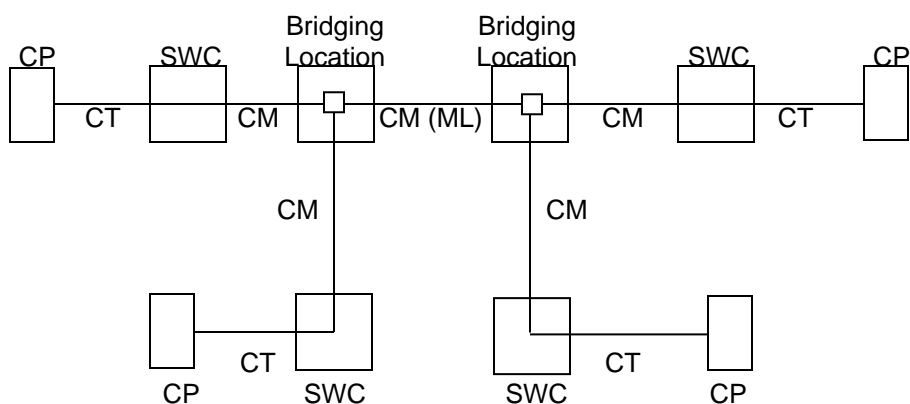 Bridging
Location
Bridging
Location
CP
SWC
SWC
CP
CT
CM
CM (ML)
CM
CT
CM
CM
CT
CT
CP
SWC
SWC
CP